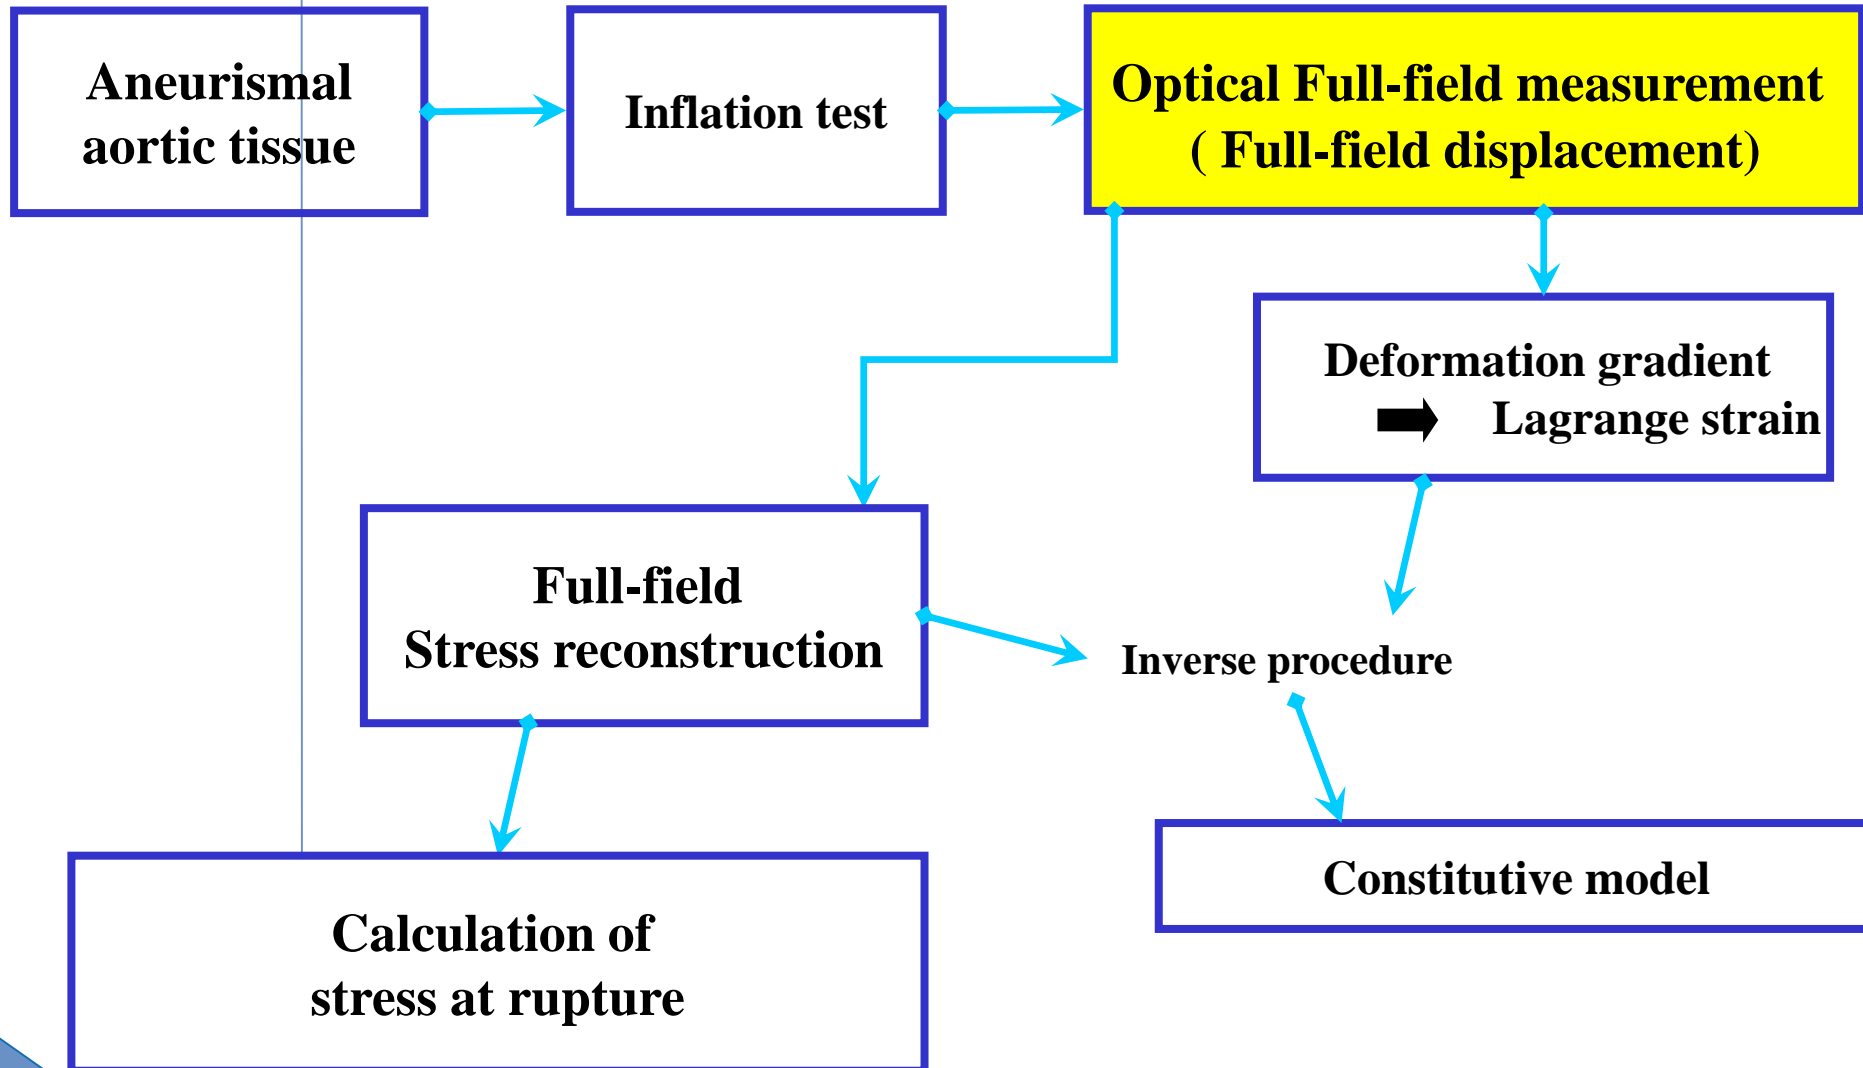 Aneurismal
aortic tissue
Inflation test
Optical Full-field measurement
( Full-field displacement)
Deformation gradient
Lagrange strain
Full-field
Stress reconstruction
Inverse procedure
Constitutive model
Calculation of
stress at rupture